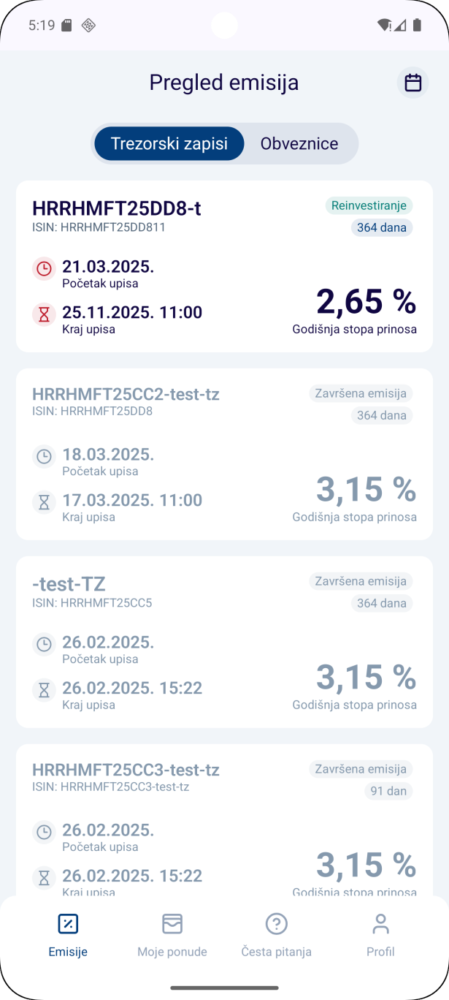 5:19
Pregled emisija
Trezorski zapisi
Obveznice
HRRHMFT25DD8-t
Reinvestiranje
ISIN: HRRHMFT25DD811
364 dana
21.03.2025.
Početak upisa
25.11.2025. 11:00
Kraj upisa
2,65 %
Godišnja stopa prinosa
HRRHMFT25CC2-test-tz
Završena emisija
ISIN: HRRHMFT25DD8
364 dana
18.03.2025.
Početak upisa
17.03.2025. 11:00
Kraj upisa
3,15 %
Godišnja stopa prinosa
-test-TZ
Završena emisija
ISIN: HRRHMFT25CC5
364 dana
26.02.2025.
Početak upisa
26.02.2025. 15:22
Kraj upisa
3,15 %
Godišnja stopa prinosa
HRRHMFT25CC3-test-tz
Završena emisija
ISIN: HRRHMFT25CC3-test-tz
91 dan
26.02.2025.
Početak upisa
26.02.2025. 15:22
Kraj upisa
3,15 %
Godišnja stopa prinosa
Emisije
Moje ponude
Česta pitanja
Profil